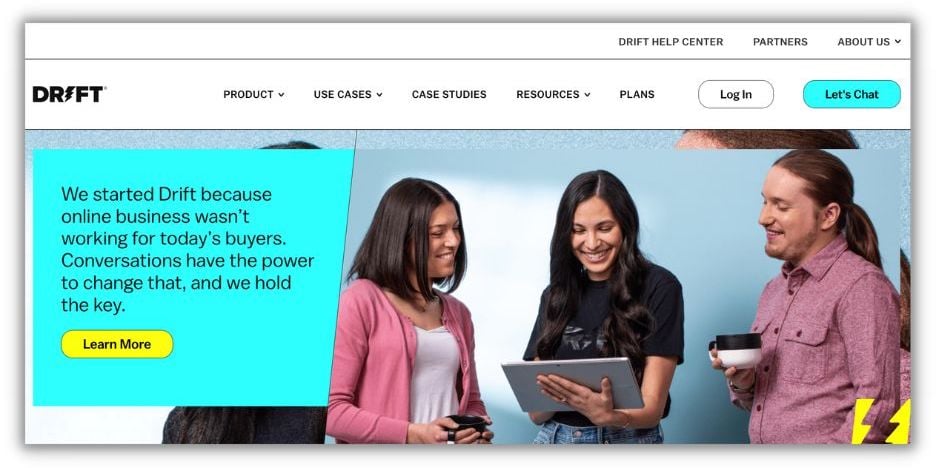 DRIFT HELP CENTER PARTNERS ABOUT US
DRIFT PRODUCT USE CASES CASE STUDIES RESOURCES PLANS Log In Let's Chat
We started Drift because
online business wasn’t
working for today’s buyers.
Conversations have the power
to change that, and we hold
the key.
Learn More